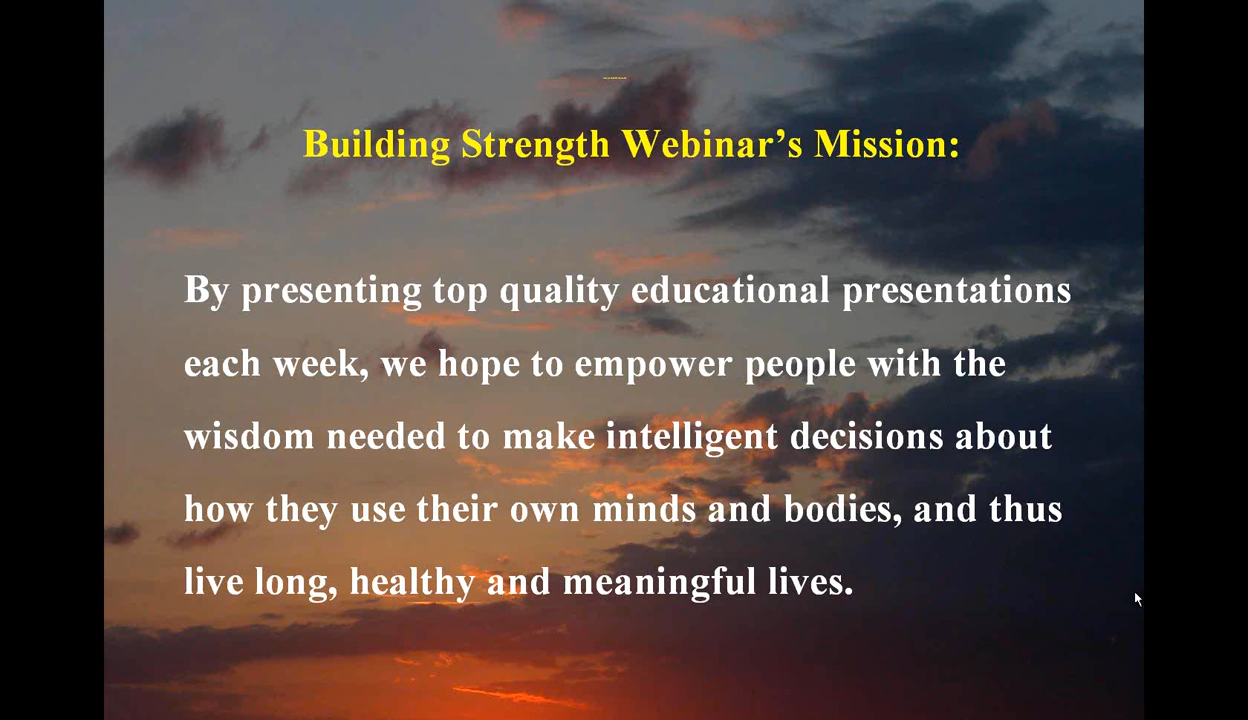 Building Strength Webinar’s Mission:
By presenting top quality educational presentations
each week, we hope to empower people with the
wisdom needed to make intelligent decisions about
how they use their own minds and bodies, and thus
live long, healthy and meaningful lives.